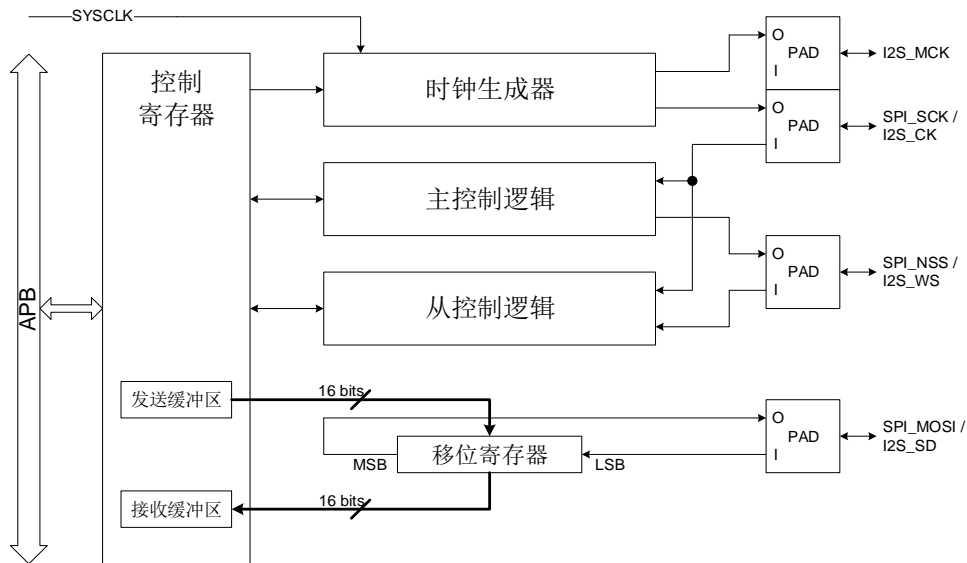 SYSCLK
控制
寄存器
时钟生成器
O
PAD
I
I2S_MCK
O
PAD
I
SPI_SCK /
I2S_CK
主控制逻辑
O
PAD
I
SPI_NSS /
I2S_WS
从控制逻辑
APB
发送缓冲区
16 bits
O
PAD
I
SPI_MOSI /
I2S_SD
MSB
移位寄存器
LSB
接收缓冲区
16 bits